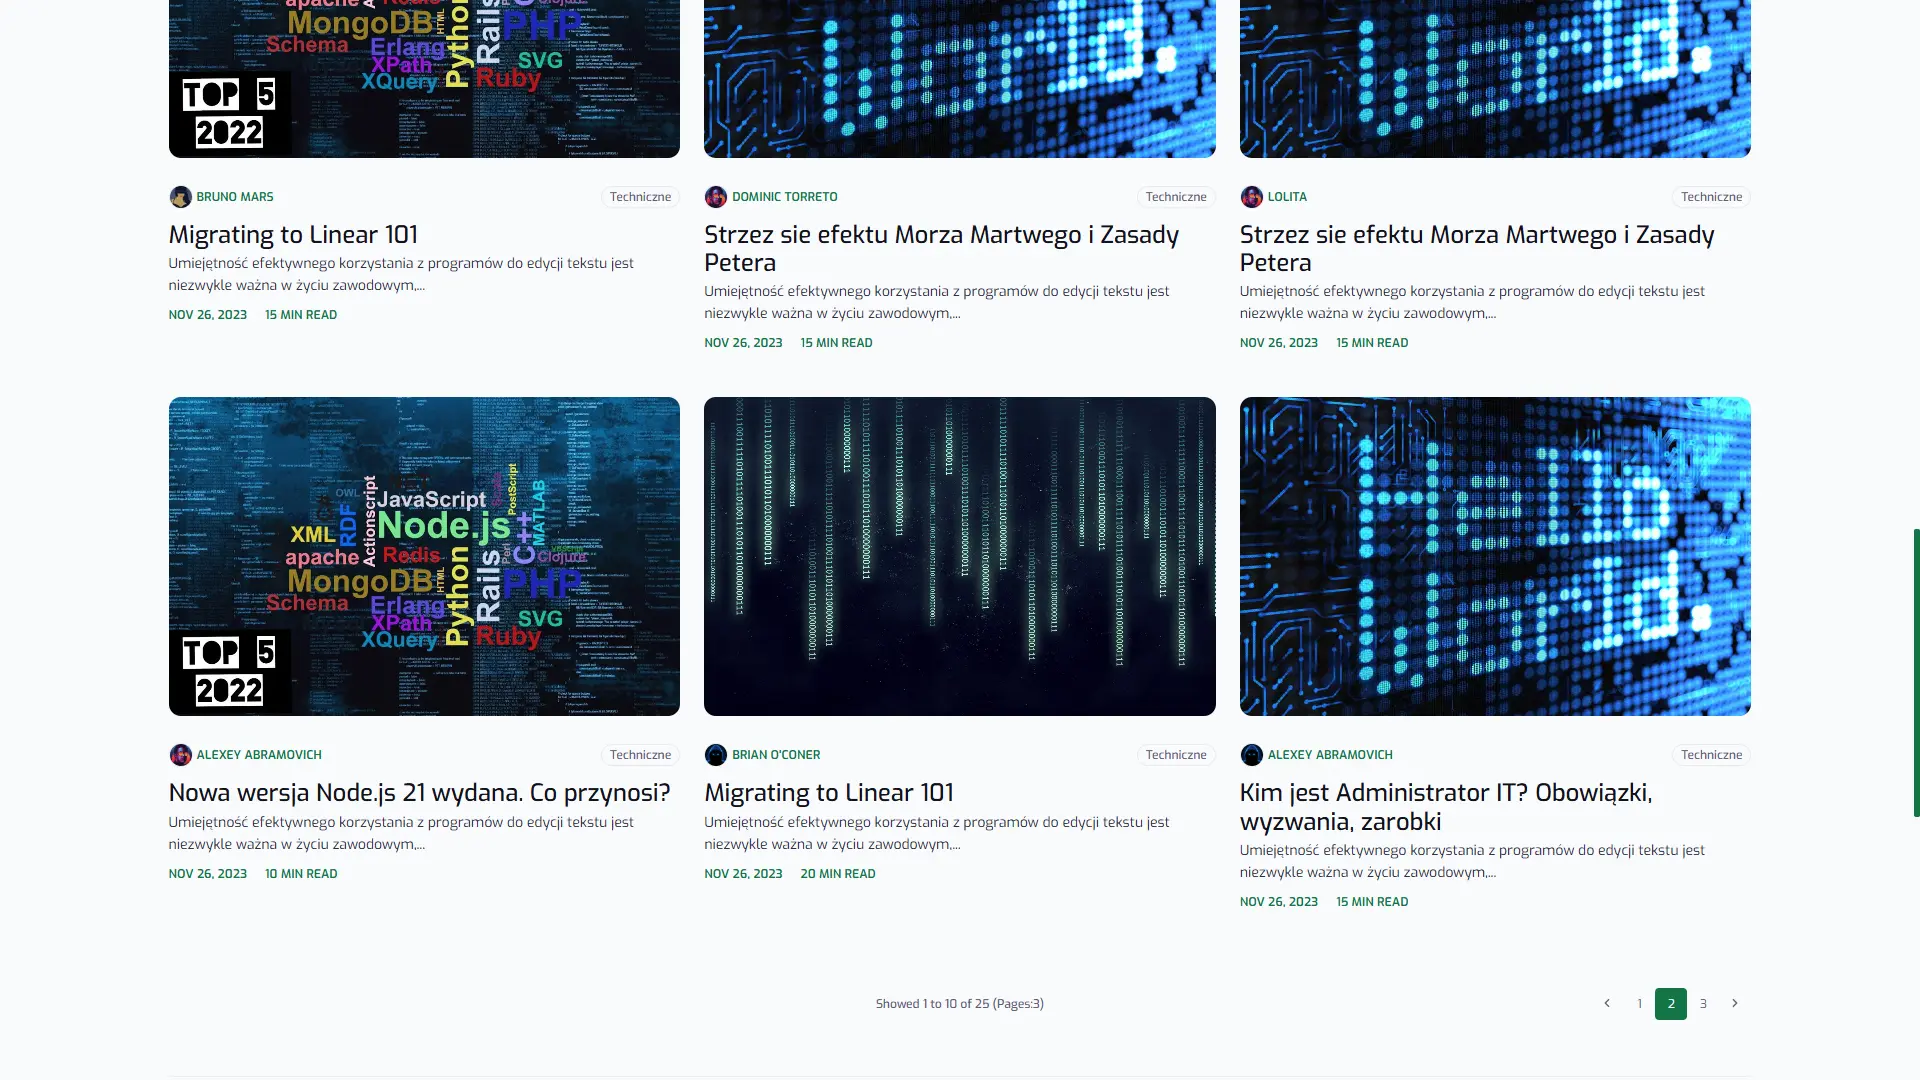 apache
MongoDB
HTML
Schema
Erlang
XPath
XQuery
Python
Rails
PHP
SVG
Ruby
TOP 5
2022
World.
World.
BRUNO MARS
Techniczne
Migrating to Linear 101
Umiejętność efektywnego korzystania z programów do edycji tekstu jest
niezwykle ważna w życiu zawodowym,...
NOV 26, 2023 15 MIN READ
DOMINIC TORRETO
Techniczne
Strzez sie efektu Morza Martwego i Zasady
Petera
Umiejętność efektywnego korzystania z programów do edycji tekstu jest
niezwykle ważna w życiu zawodowym,...
NOV 26, 2023 15 MIN READ
LOLITA
Techniczne
Strzez sie efektu Morza Martwego i Zasady
Petera
Umiejętność efektywnego korzystania z programów do edycji tekstu jest
niezwykle ważna w życiu zawodowym,...
NOV 26, 2023 15 MIN READ
OWL
JavaScript
PostScript
XML
RDF
Actionscript
Node.js
C++
MATLAB
apache
Redis
Clojure
MongoDB
HTML
Python
Rails
PHP
Schema
Erlang
XPath
SVG
XQuery
Ruby
TOP 5
2022
Hello
World.
ALEXEY ABRAMOVICH
Techniczne
Nowa wersja Node.js 21 wydana. Co przynosi?
Umiejętność efektywnego korzystania z programów do edycji tekstu jest
niezwykle ważna w życiu zawodowym,...
NOV 26, 2023 10 MIN READ
BRIAN O'CONER
Techniczne
Migrating to Linear 101
Umiejętność efektywnego korzystania z programów do edycji tekstu jest
niezwykle ważna w życiu zawodowym,...
NOV 26, 2023 20 MIN READ
ALEXEY ABRAMOVICH
Techniczne
Kim jest Administrator IT? Obowiązki,
wyzwania, zarobki
Umiejętność efektywnego korzystania z programów do edycji tekstu jest
niezwykle ważna w życiu zawodowym,...
NOV 26, 2023 15 MIN READ
Showed 1 to 10 of 25 (Pages:3)
1 2 3